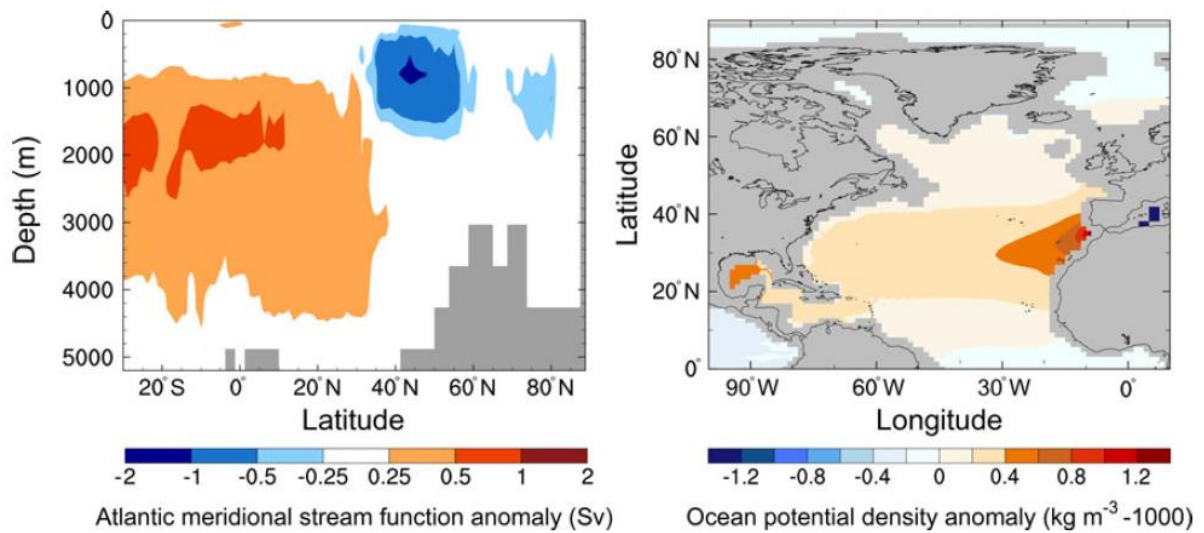 0
1000
2000
3000
4000
5000
Depth (m)
20°S 0° 20°N 40°N 60°N 80°N
Latitude
-2 -1 -0.5 -0.25 0.25 0.5 1 2
Atlantic meridional stream function anomaly (Sv)
80°N
60°N
40°N
20°N
0°
Latitude
90°W 60°W 30°W 0°
Longitude
-1.2 -0.8 -0.4 0 0.4 0.8 1.2
Ocean potential density anomaly (kg m⁻³ -1000)